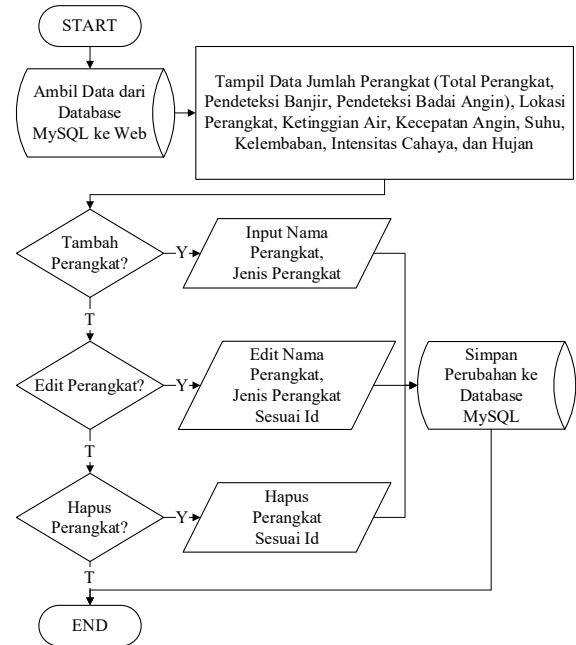 START
Ambil Data dari
Database
MySQL ke Web
Tampil Data Jumlah Perangkat (Total Perangkat,
Pendeteksi Banjir, Pendeteksi Badai Angin), Lokasi
Perangkat, Ketinggian Air, Kecepatan Angin, Suhu,
Kelembaban, Intensitas Cahaya, dan Hujan
Tambah
Perangkat?
Y
Input Nama
Perangkat,
Jenis Perangkat
T
Edit Perangkat?
Y
Edit Nama
Perangkat,
Jenis Perangkat
Sesuai Id
Simpan
Perubahan ke
Database
MySQL
T
Hapus
Perangkat?
Y
Hapus
Perangkat
Sesuai Id
T
END